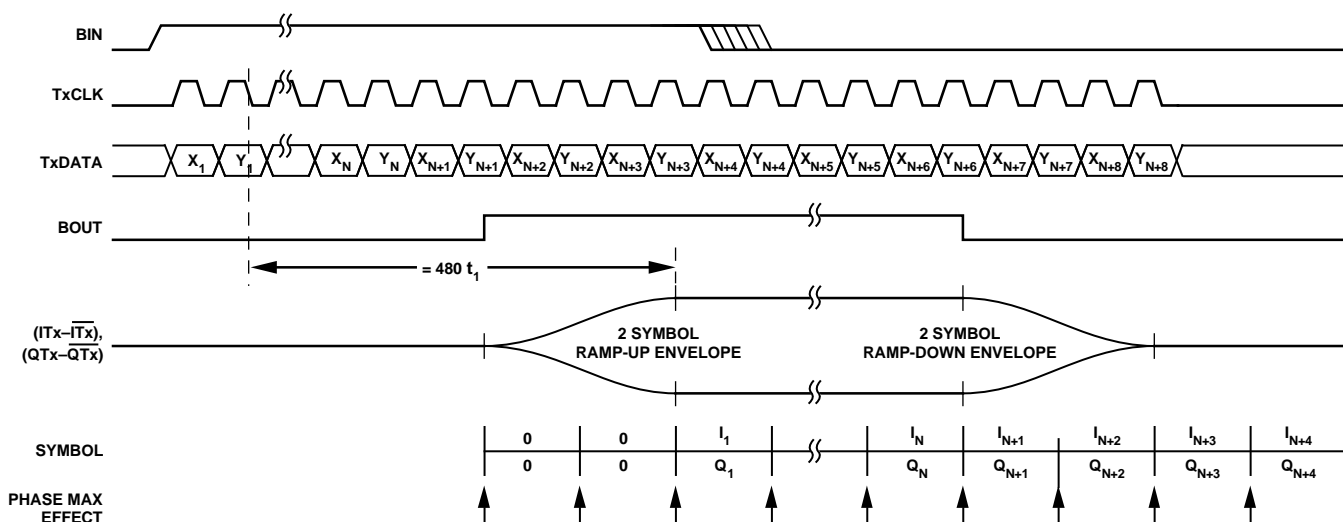 BIN
TxCLK
TxDATA X1 Y1 XN YN XN+1 YN+1 XN+2 YN+2 XN+3 YN+3 XN+4 YN+4 XN+5 YN+5 XN+6 YN+6 XN+7 YN+7 XN+8 YN+8
BOUT
= 480 t1
(ITx–I̅T̅x̅),
(QTx–Q̅T̅x̅)
2 SYMBOL
RAMP-UP ENVELOPE
2 SYMBOL
RAMP-DOWN ENVELOPE
SYMBOL
0 0 I1 IN IN+1 IN+2 IN+3 IN+4
0 0 Q1 QN QN+1 QN+2 QN+3 QN+4
PHASE MAX
EFFECT